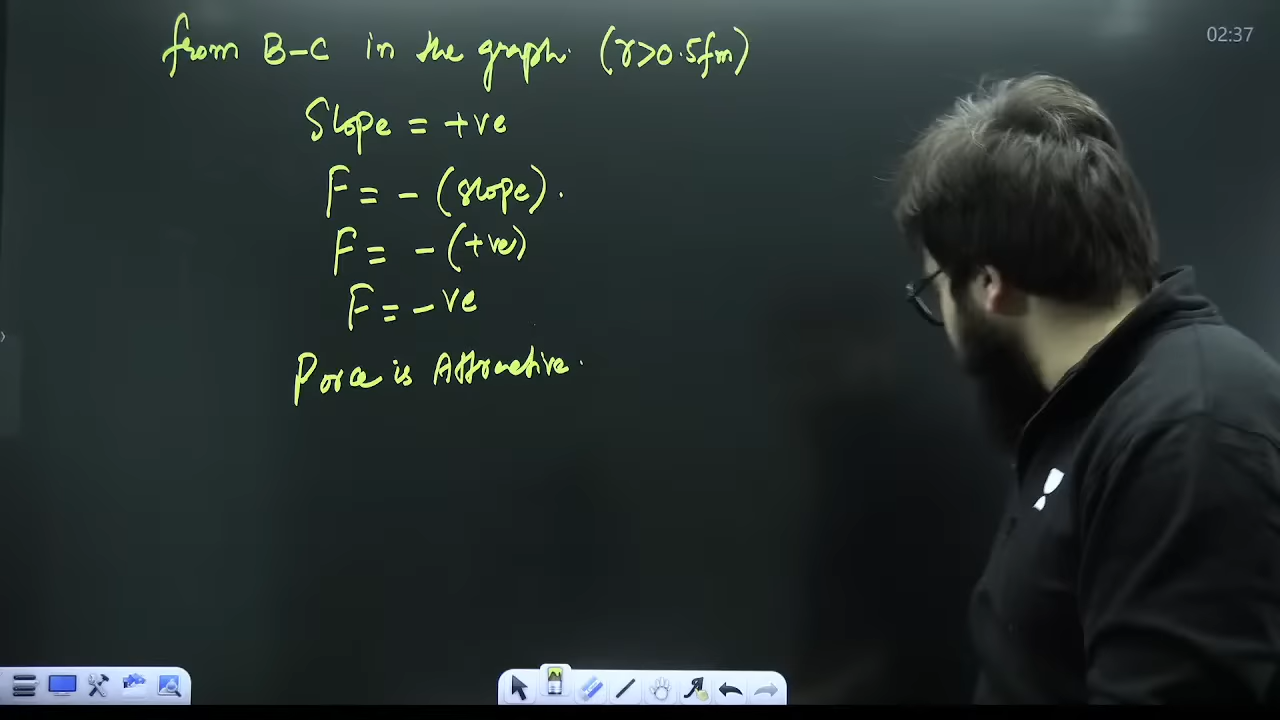 from B-C in the graph. (r>0.5fm)
02:37
Slope = +ve
F = - (slope).
F = - (+ve)
F = - ve
Force is Attractive.